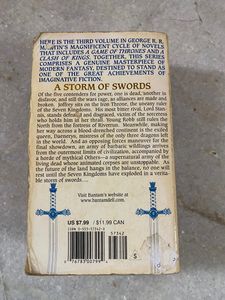 HERE IS THE THIRD VOLUME IN GEORGE R. R.
MARTIN'S MAGNIFICENT CYCLE OF NOVELS
THAT INCLUDES A GAME OF THRONES AND A
CLASH OF KINGS. TOGETHER, THIS SERIES
COMPRISES A GENUINE MASTERPIECE OF
MODERN FANTASY, DESTINED TO STAND AS
ONE OF THE GREAT ACHIEVEMENTS OF
IMAGINATIVE FICTION.
A STORM OF SWORDS
Of the five contenders for power, one is dead, another in
disfavor, and still the wars rage, as alliances are made and
broken. Joffrey sits on the Iron Throne, the uneasy ruler
of the Seven Kingdoms. His most bitter rival, Lord Stan-
nis, stands defeated and disgraced, victim of the sorceress
who holds him in her thrall. Young Robb still rules the
North from the fortress of Riverrun. Meanwhile, making
her way across a blood-drenched continent is the exiled
queen, Daenerys, mistress of the only three dragons left
in the world. And as opposing forces maneuver for the
final showdown, an army of barbaric wildlings arrives
from the outermost limits of civilization, accompanied by
a horde of mythical Others—a supernatural army of the
living dead whose animated corpses are unstoppable. As
the future of the land hangs in the balance, no one will
rest until the Seven Kingdoms have exploded in a verita-
ble storm of swords...
Visit Bantam's website at
www.bantamdell.com
US $7.99 / $11.99 CAN
ISBN 0-553-57342-X
57342
S